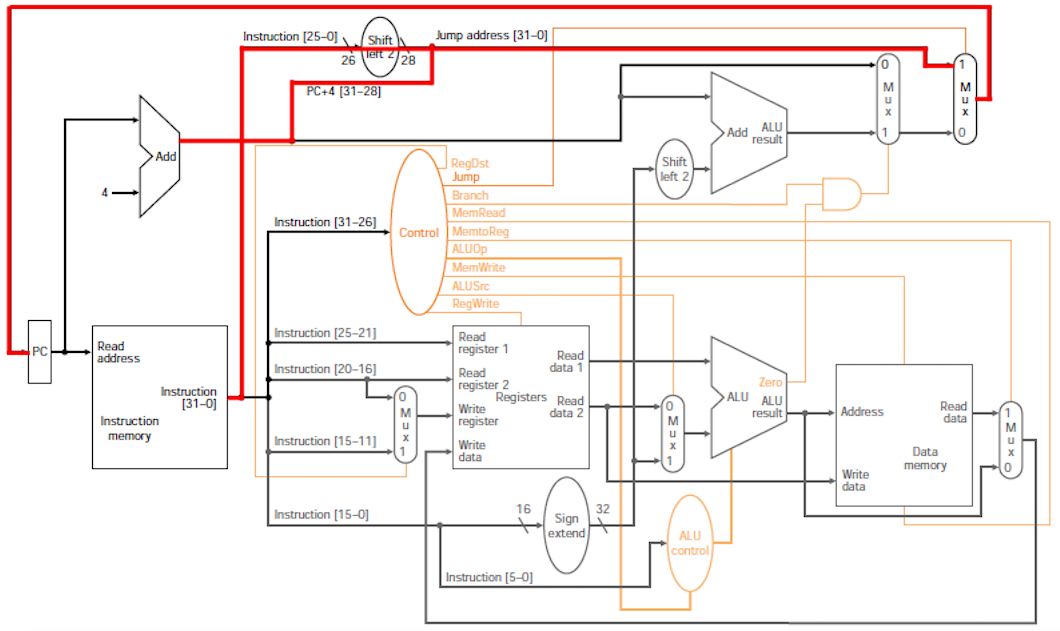 Instruction [25–0]
Shift
left 2
26
28
Jump address [31–0]
PC+4 [31–28]
Add
4
0
M
u
x
1
1
M
u
x
0
Add
ALU
result
Shift
left 2
RegDst
Jump
Branch
MemRead
MemtoReg
ALUOp
MemWrite
ALUSrc
RegWrite
Instruction [31–26]
Control
PC
Read
address
Instruction
[31–0]
Instruction
memory
Instruction [25–21]
Instruction [20–16]
Instruction [15–11]
0
M
u
x
1
Read
register 1
Read
register 2
Write
register
Write
data
Registers
Read
data 1
Read
data 2
0
M
u
x
1
Zero
ALU
ALU
result
Address
Write
data
Read
data
Data
memory
1
M
u
x
0
Instruction [15–0]
16
Sign
extend
32
ALU
control
Instruction [5–0]